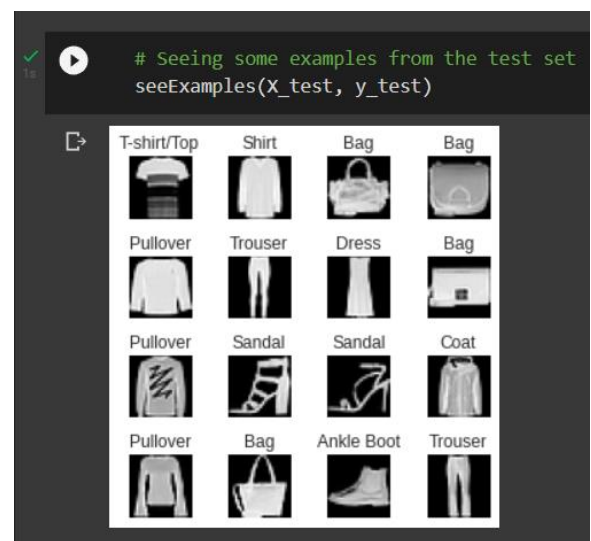 # Seeing some examples from the test set
seeExamples(X_test, y_test)
1s
T-shirt/Top Shirt Bag Bag
Pullover Trouser Dress Bag
Pullover Sandal Sandal Coat
Pullover Bag Ankle Boot Trouser